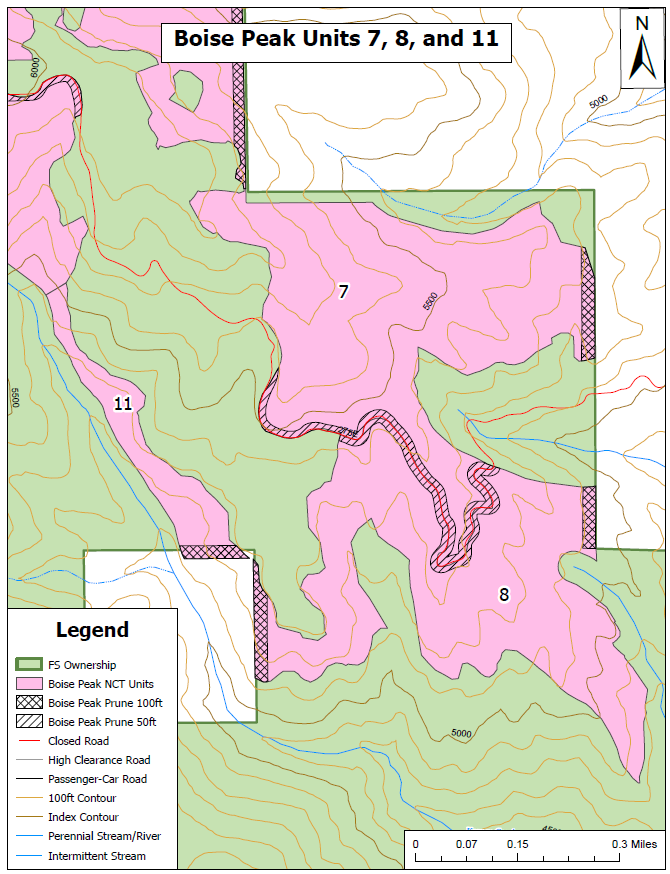 Boise Peak Units 7, 8, and 11
N
6000
5000
7
5500
5500
11
8
5000
Legend
FS Ownership
Boise Peak NCT Units
Boise Peak Prune 100ft
Boise Peak Prune 50ft
Closed Road
High Clearance Road
Passenger-Car Road
100ft Contour
Index Contour
Perennial Stream/River
Intermittent Stream
0 0.07 0.15 0.3 Miles